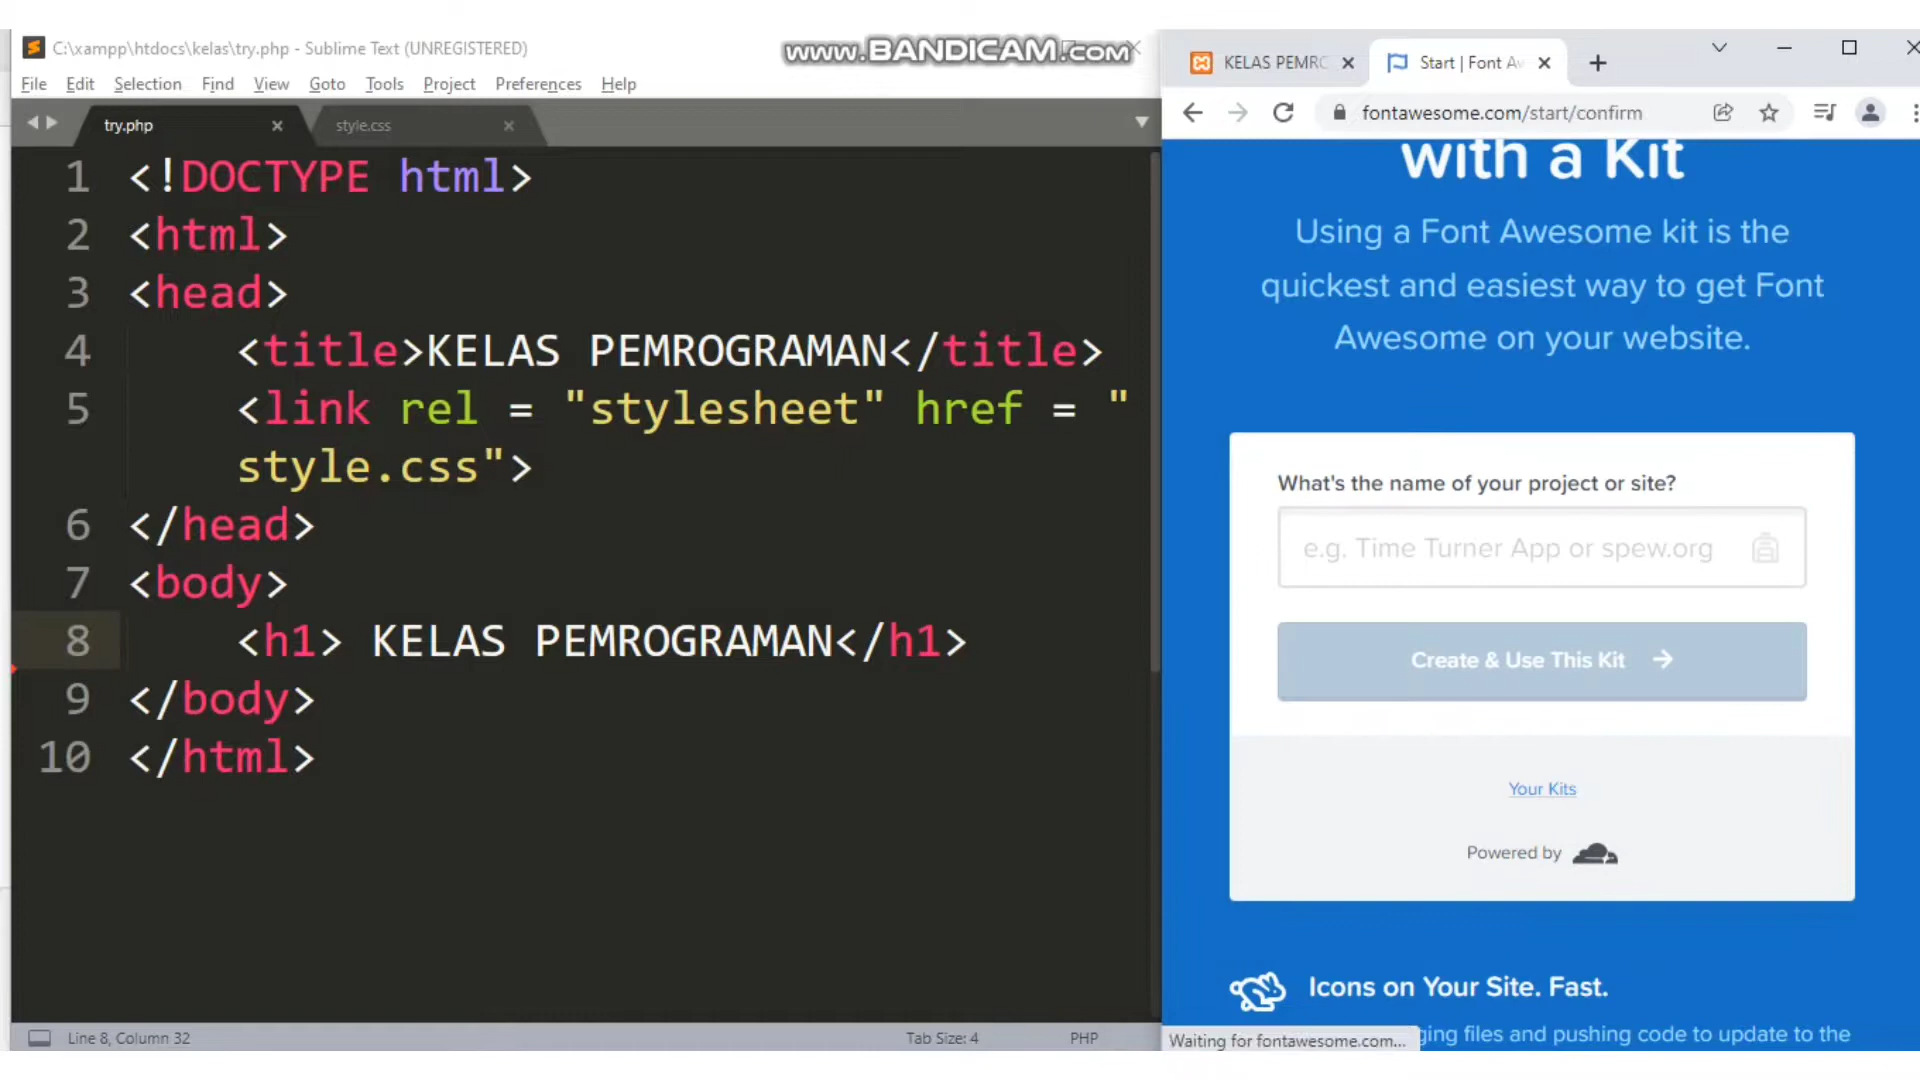 C:\xampp\htdocs\kelas\try.php - Sublime Text (UNREGISTERED)
www.BANDICAM.com
File Edit Selection Find View Goto Tools Project Preferences Help
try.php
style.css
1 <!DOCTYPE html>
2 <html>
3 <head>
4 <title>KELAS PEMROGRAMAN</title>
5 <link rel = "stylesheet" href = "
style.css">
6 </head>
7 <body>
8 <h1> KELAS PEMROGRAMAN</h1>
9 </body>
10 </html>
Line 8, Column 32
Tab Size: 4
PHP
KELAS PEMRO
Start | Font Aw
fontawesome.com/start/confirm
with a Kit
Using a Font Awesome kit is the
quickest and easiest way to get Font
Awesome on your website.
What's the name of your project or site?
e.g. Time Turner App or spew.org
Create & Use This Kit
Your Kits
Powered by
Icons on Your Site. Fast.
ging files and pushing code to update to the
Waiting for fontawesome.com...